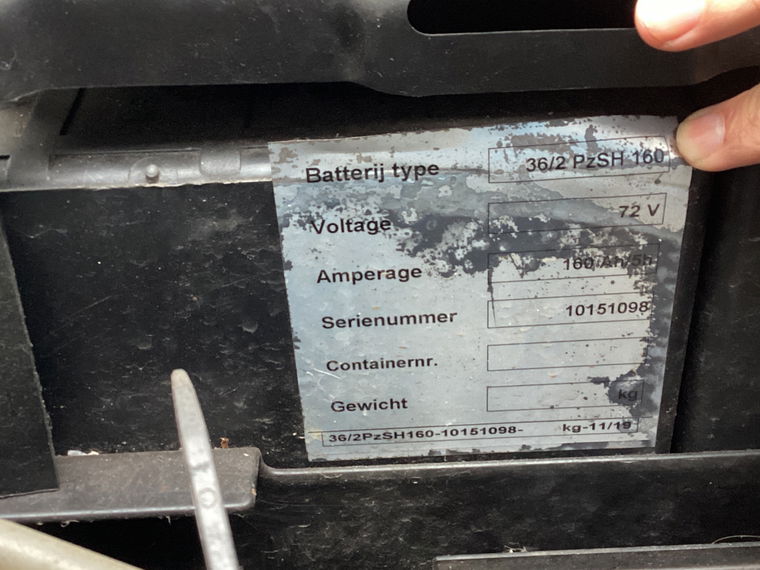 Batterij type 36/2 PzSH 160
Voltage 72 V
Amperage 160/Ah/5h
Serienummer 10151098
Containernr.
Gewicht kg
36/2PzSH160-10151098- kg-11/19